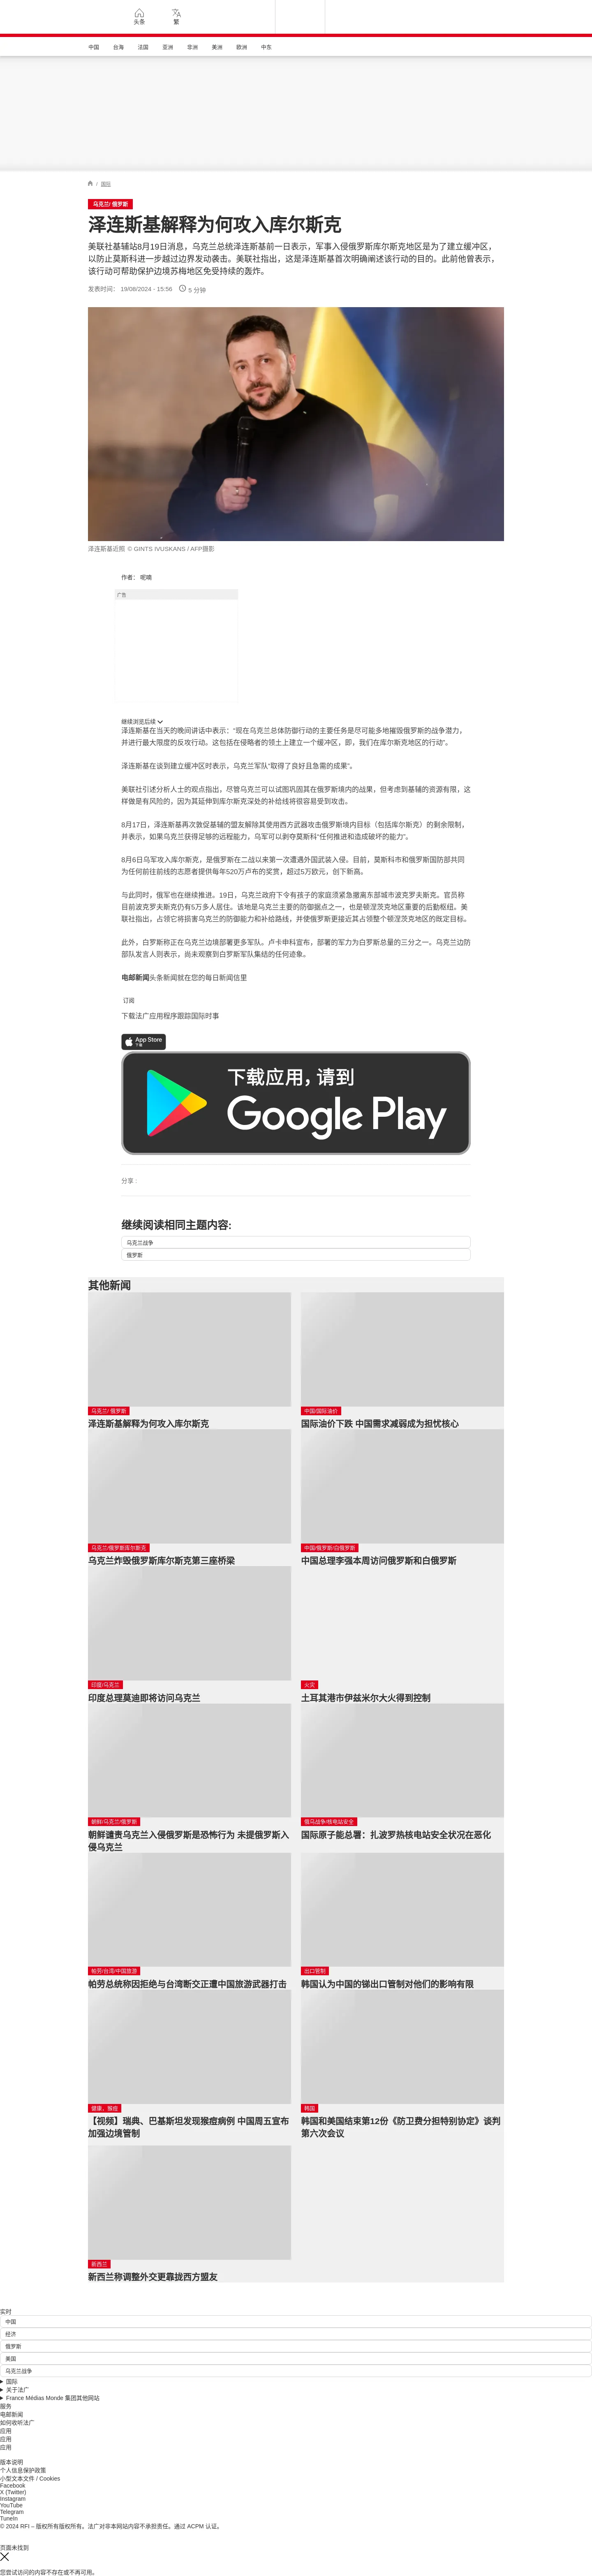 头条
繁
中国 台海 法国 亚洲 非洲 美洲 欧洲 中东
/ 国际
乌克兰/ 俄罗斯
泽连斯基解释为何攻入库尔斯克
美联社基辅站8月19日消息，乌克兰总统泽连斯基前一日表示，军事入侵俄罗斯库尔斯克地区是为了建立缓冲区，
以防止莫斯科进一步越过边界发动袭击。美联社指出，这是泽连斯基首次明确阐述该行动的目的。此前他曾表示，
该行动可帮助保护边境苏梅地区免受持续的轰炸。
发表时间： 19/08/2024 - 15:56 5 分钟
泽连斯基近照 © GINTS IVUSKANS / AFP摄影
作者： 呢喃
广告
继续浏览后续
泽连斯基在当天的晚间讲话中表示：“现在乌克兰总体防御行动的主要任务是尽可能多地摧毁俄罗斯的战争潜力，
并进行最大限度的反攻行动。这包括在侵略者的领土上建立一个缓冲区，即，我们在库尔斯克地区的行动”。
泽连斯基在谈到建立缓冲区时表示，乌克兰军队“取得了良好且急需的成果”。
美联社引述分析人士的观点指出，尽管乌克兰可以试图巩固其在俄罗斯境内的战果，但考虑到基辅的资源有限，这
样做是有风险的，因为其延伸到库尔斯克深处的补给线将很容易受到攻击。
8月17日，泽连斯基再次敦促基辅的盟友解除其使用西方武器攻击俄罗斯境内目标（包括库尔斯克）的剩余限制，
并表示，如果乌克兰获得足够的远程能力，乌军可以剥夺莫斯科“任何推进和造成破坏的能力”。
8月6日乌军攻入库尔斯克，是俄罗斯在二战以来第一次遭遇外国武装入侵。目前，莫斯科市和俄罗斯国防部共同
为任何前往前线的志愿者提供每年520万卢布的奖赏，超过5万欧元，创下新高。
与此同时，俄军也在继续推进。19日，乌克兰政府下令有孩子的家庭须紧急撤离东部城市波克罗夫斯克。官员称
目前波克罗夫斯克仍有5万多人居住。该地是乌克兰主要的防御据点之一，也是顿涅茨克地区重要的后勤枢纽。美
联社指出，占领它将损害乌克兰的防御能力和补给路线，并使俄罗斯更接近其占领整个顿涅茨克地区的既定目标。
此外，白罗斯称正在乌克兰边境部署更多军队。卢卡申科宣布，部署的军力为白罗斯总量的三分之一。乌克兰边防
部队发言人则表示，尚未观察到白罗斯军队集结的任何迹象。
电邮新闻头条新闻就在您的每日新闻信里
订阅
下载法广应用程序跟踪国际时事
App Store
下载
下载应用，请到
Google Play
分享 :
继续阅读相同主题内容:
乌克兰战争
俄罗斯
其他新闻
乌克兰/ 俄罗斯
泽连斯基解释为何攻入库尔斯克
中国/国际油价
国际油价下跌 中国需求减弱成为担忧核心
乌克兰/俄罗斯库尔斯克
乌克兰炸毁俄罗斯库尔斯克第三座桥梁
中国/俄罗斯/白俄罗斯
中国总理李强本周访问俄罗斯和白俄罗斯
印度/乌克兰
印度总理莫迪即将访问乌克兰
火灾
土耳其港市伊兹米尔大火得到控制
朝鲜/乌克兰/俄罗斯
朝鲜谴责乌克兰入侵俄罗斯是恐怖行为 未提俄罗斯入
侵乌克兰
俄乌战争/核电站安全
国际原子能总署：扎波罗热核电站安全状况在恶化
帕劳/台湾/中国旅游
帕劳总统称因拒绝与台湾断交正遭中国旅游武器打击
出口管制
韩国认为中国的锑出口管制对他们的影响有限
健康、猴痘
【视频】瑞典、巴基斯坦发现猴痘病例 中国周五宣布
加强边境管制
韩国
韩国和美国结束第12份《防卫费分担特别协定》谈判
第六次会议
新西兰
新西兰称调整外交更靠拢西方盟友
实时
中国
经济
俄罗斯
美国
乌克兰战争
国际
关于法广
France Médias Monde 集团其他网站
服务
电邮新闻
如何收听法广
应用
应用
应用
版本说明
个人信息保护政策
小型文本文件 / Cookies
Facebook
X (Twitter)
Instagram
YouTube
Telegram
TuneIn
© 2024 RFI – 版权所有版权所有。法广对非本网站内容不承担责任。通过 ACPM 认证。
页面未找到
您尝试访问的内容不存在或不再可用。